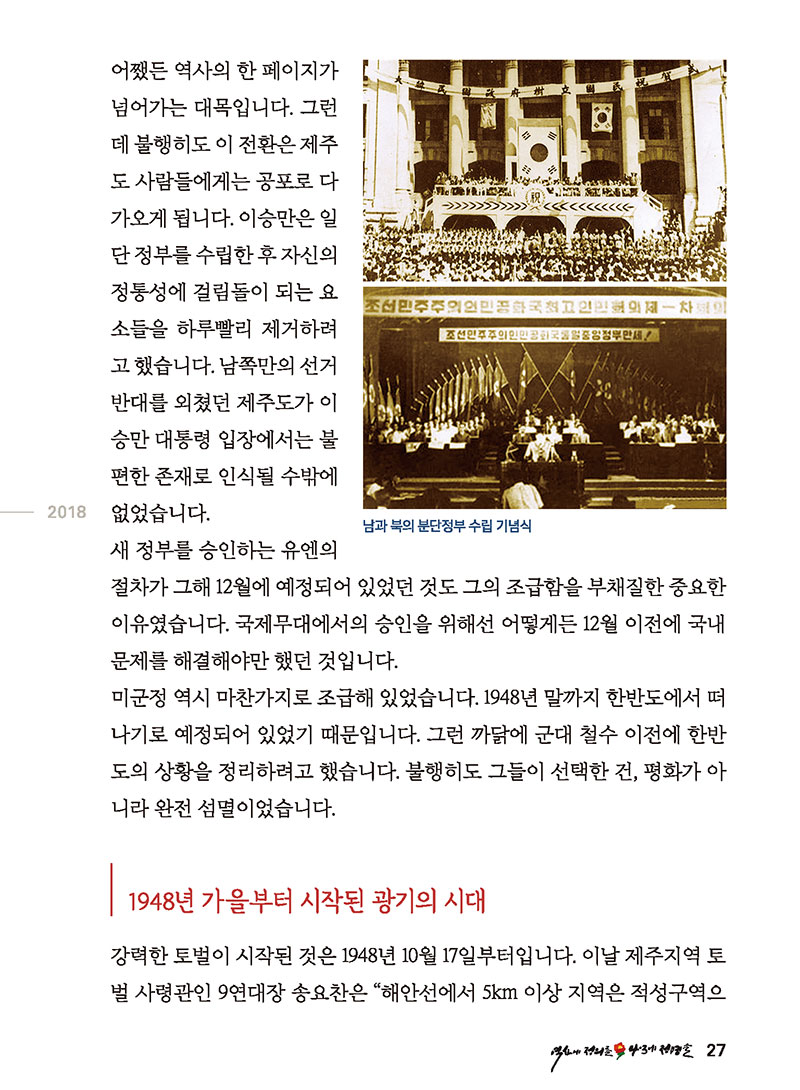 어쨌든 역사의 한 페이지가
넘어가는 대목입니다. 그런
데 불행히도 이 전환은 제주
도 사람들에게는 공포로 다
가오게 됩니다. 이승만은 일
단 정부를 수립한 후 자신의
정통성에 걸림돌이 되는 요
소들을 하루빨리 제거하려
고 했습니다. 남쪽만의 선거
반대를 외쳤던 제주도가 이
승만 대통령 입장에서는 불
편한 존재로 인식될 수밖에
없었습니다.
大韓民國政府樹立國民祝賀式
祝
조선민주주의인민공화국최고인민회의제一차회의
조선민주주의인민공화국통일중앙정부만세!
남과 북의 분단정부 수립 기념식
2018
새 정부를 승인하는 유엔의
절차가 그해 12월에 예정되어 있었던 것도 그의 조급함을 부채질한 중요한
이유였습니다. 국제무대에서의 승인을 위해선 어떻게든 12월 이전에 국내
문제를 해결해야만 했던 것입니다.
미군정 역시 마찬가지로 조급해 있었습니다. 1948년 말까지 한반도에서 떠
나기로 예정되어 있었기 때문입니다. 그런 까닭에 군대 철수 이전에 한반
도의 상황을 정리하려고 했습니다. 불행히도 그들이 선택한 건, 평화가 아
니라 완전 섬멸이었습니다.
1948년 가을부터 시작된 광기의 시대
강력한 토벌이 시작된 것은 1948년 10월 17일부터입니다. 이날 제주지역 토
벌 사령관인 9연대장 송요찬은 “해안선에서 5km 이상 지역은 적성구역으
역사에 정의를 나·3에 정명을
27